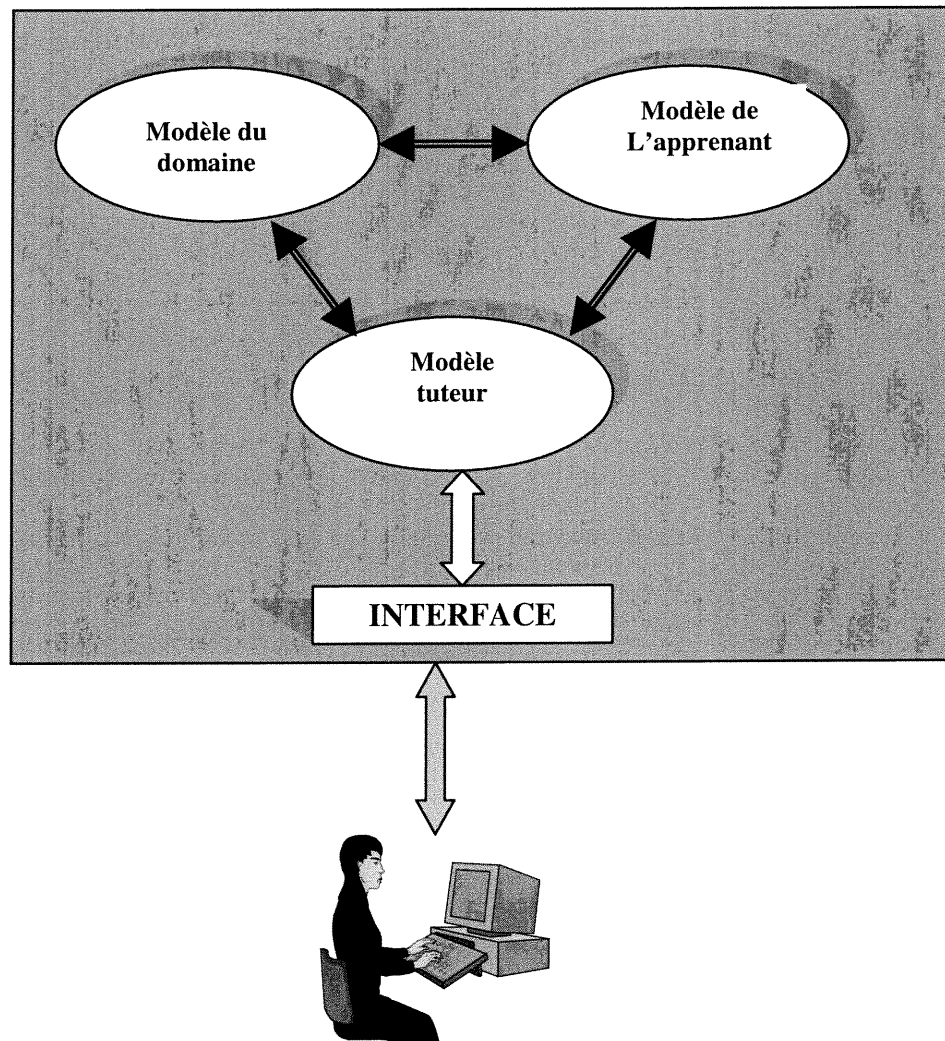 Modèle du
domaine
Modèle de
L'apprenant
Modèle
tuteur
INTERFACE